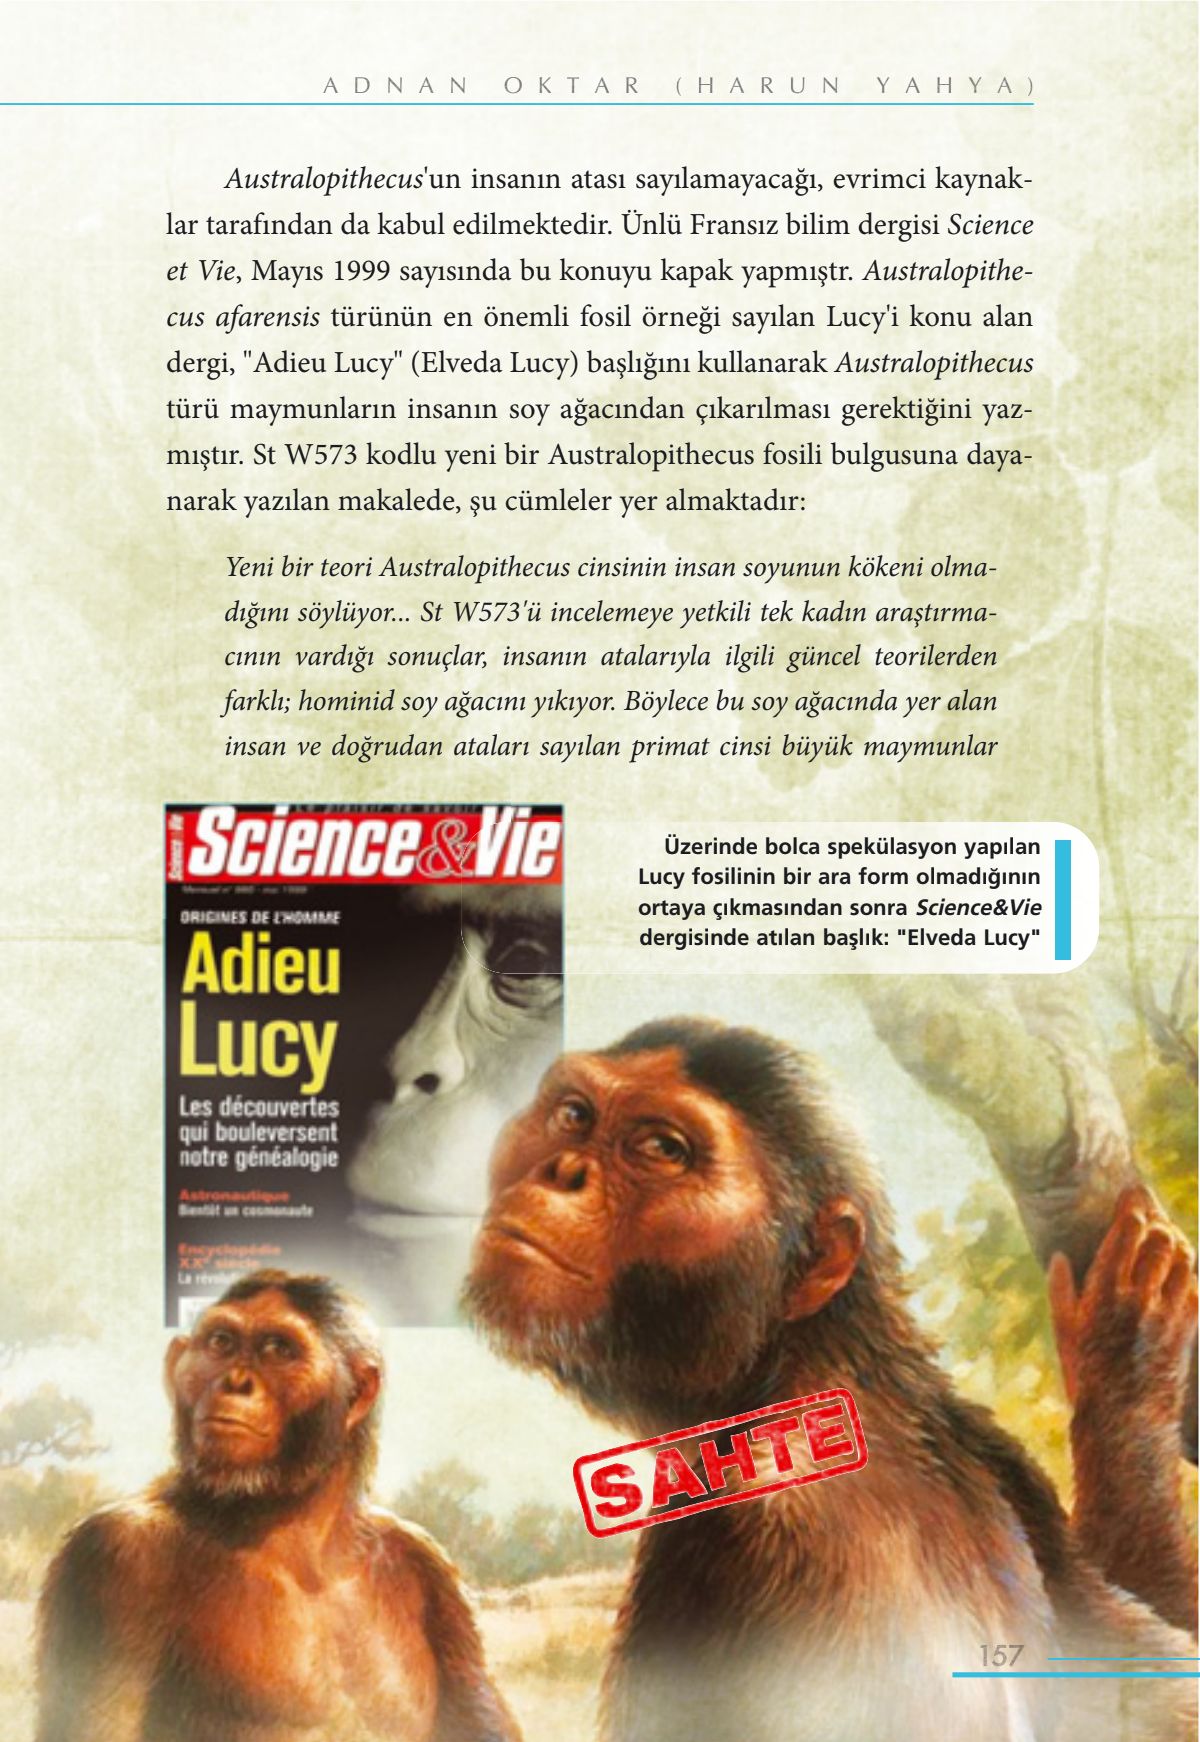 ADNAN OKTAR (HARUN YAHYA)
Australopithecus'un insanın atası sayılamayacağı, evrimci kaynak-
lar tarafından da kabul edilmektedir. Ünlü Fransız bilim dergisi Science
et Vie, Mayıs 1999 sayısında bu konuyu kapak yapmıştr. Australopithe-
cus afarensis türünün en önemli fosil örneği sayılan Lucy'i konu alan
dergi, "Adieu Lucy" (Elveda Lucy) başlığını kullanarak Australopithecus
türü maymunların insanın soy ağacından çıkarılması gerektiğini yaz-
mıştır. St W573 kodlu yeni bir Australopithecus fosili bulgusuna daya-
narak yazılan makalede, şu cümleler yer almaktadır:
Yeni bir teori Australopithecus cinsinin insan soyunun kökeni olma-
dığını söylüyor... St W573'ü incelemeye yetkili tek kadın araştırma-
cının vardığı sonuçlar, insanın atalarıyla ilgili güncel teorilerden
farklı; hominid soy ağacını yıkıyor. Böylece bu soy ağacında yer alan
insan ve doğrudan ataları sayılan primat cinsi büyük maymunlar
Science&Vie
ORIGINES DE L'HOMME
Adieu
Lucy
Les découvertes
qui bouleversent
notre généalogie
Astronautique
Bientôt un cosmonaute
Encyclopédie
XXe siècle
Üzerinde bolca spekülasyon yapılan
Lucy fosilinin bir ara form olmadığının
ortaya çıkmasından sonra Science&Vie
dergisinde atılan başlık: "Elveda Lucy"
SAHTE
157